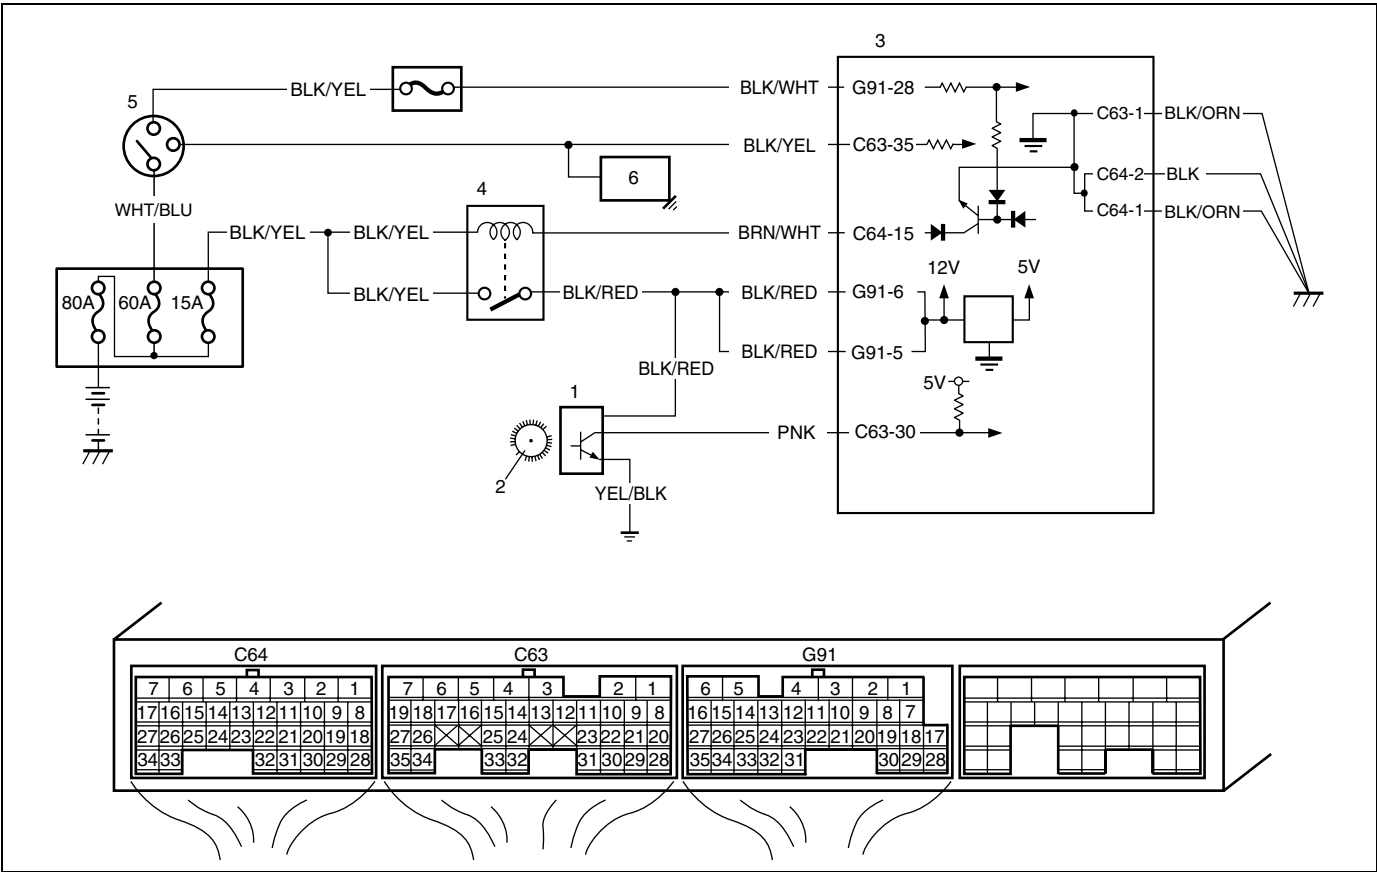 3
5
BLK/YEL
BLK/WHT
G91-28
C63-1
BLK/ORN
BLK/YEL
C63-35
6
C64-2
BLK
4
WHT/BLU
C64-1
BLK/ORN
BLK/YEL
BLK/YEL
BRN/WHT
C64-15
12V
5V
80A
60A
15A
BLK/YEL
BLK/RED
BLK/RED
G91-6
BLK/RED
G91-5
BLK/RED
5V
1
PNK
C63-30
2
YEL/BLK
C64
C63
G91
7 6 5 4 3 2 1
7 6 5 4 3 2 1
6 5 4 3 2 1
17 16 15 14 13 12 11 10 9 8
19 18 17 16 15 14 13 12 11 10 9 8
16 15 14 13 12 11 10 9 8 7
27 26 25 24 23 22 21 20 19 18
27 26 25 24 23 22 21 20
27 26 25 24 23 22 21 20 19 18 17
34 33 32 31 30 29 28
35 34 33 32 31 30 29 28
35 34 33 32 31 30 29 28